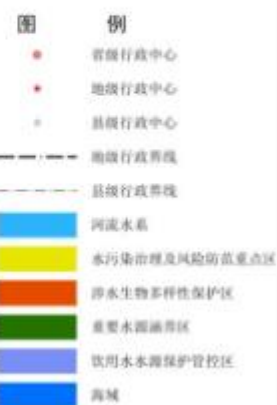 图 例
省级行政中心
地级行政中心
县级行政中心
地级行政界线
县级行政界线
河流水系
水污染治理及风险防范重点区
涉水生物多样性保护区
重要水源涵养区
饮用水水源保护管控区
海域